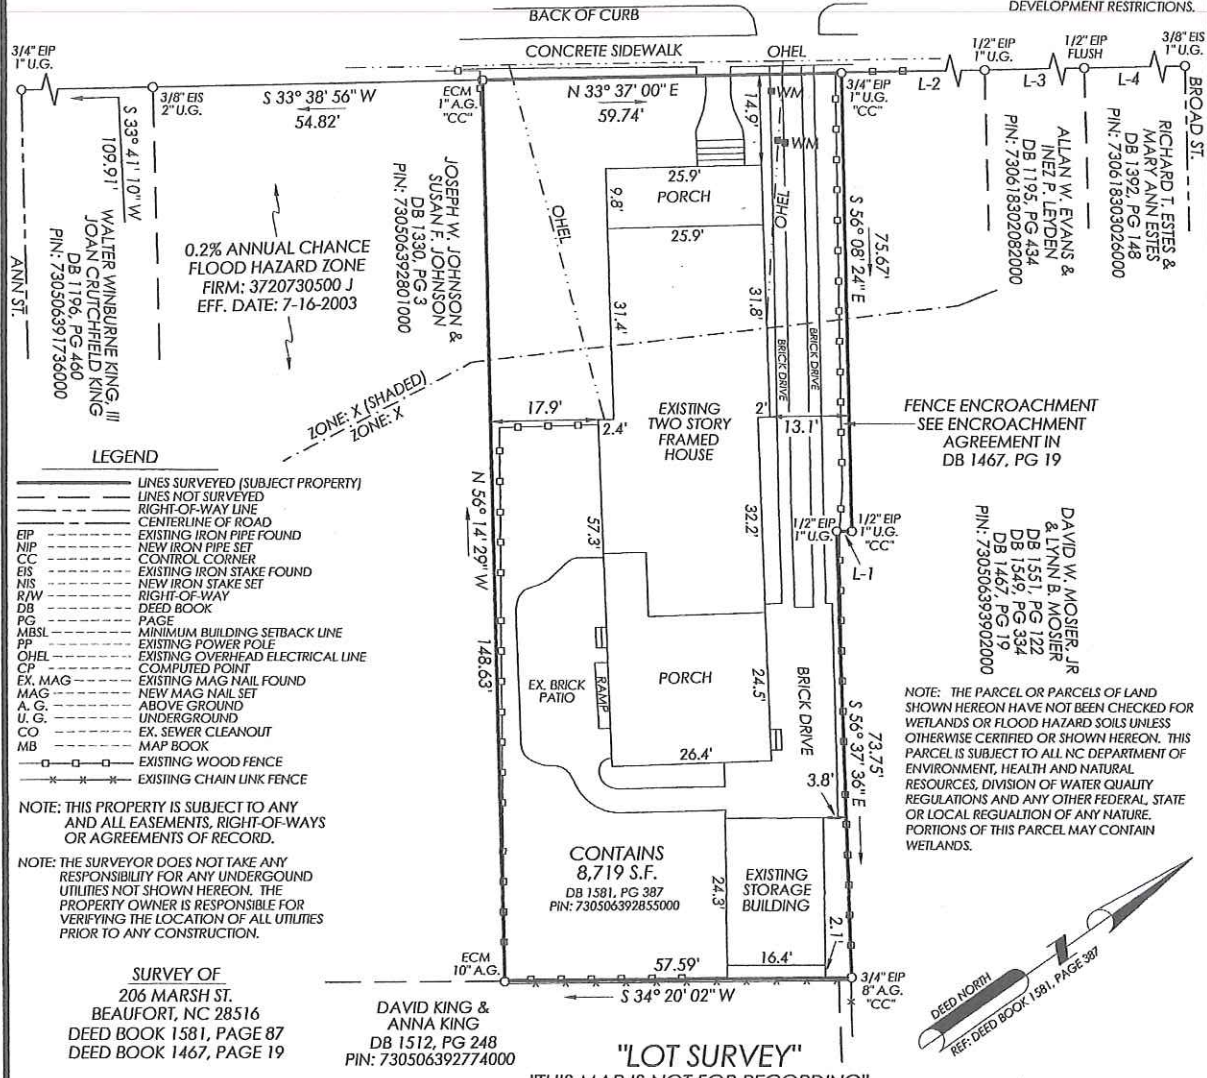 BACK OF CURB
DEVELOPMENT RESTRICTIONS.
CONCRETE SIDEWALK
OHEL
3/4" EIP
1" U.G.
3/8" EIS
2" U.G.
S 33° 38' 56" W
54.82'
ECM
1" A.G.
"CC"
N 33° 37' 00" E
59.74'
14.9'
WM
WM
3/4" EIP
1" U.G.
"CC"
L-2
1/2" EIP
1" U.G.
L-3
1/2" EIP
FLUSH
L-4
3/8" EIS
1" U.G.
BROAD ST.
S 33° 41' 10" W
109.91'
WALTER WINBURNE KING, III
JOAN CRUTCHFIELD KING
DB 1196, PG 460
PIN: 730506391736000
ANN ST.
0.2% ANNUAL CHANCE
FLOOD HAZARD ZONE
FIRM: 3720730500 J
EFF. DATE: 7-16-2003
JOSEPH W. JOHNSON &
SUSAN F. JOHNSON
DB 1330, PG 3
PIN: 730506392801000
OHEL
25.9'
PORCH
9.8'
25.9'
OHEL
31.4'
31.8'
BRICK DRIVE
BRICK DRIVE
S 56° 08' 24" E
75.67'
ALLAN W. EVANS &
INEZ P. LEYDEN
DB 1195, PG 434
PIN: 730618302082000
RICHARD T. ESTES &
MARY ANN ESTES
DB 1392, PG 148
PIN: 730618303026000
ZONE: X (SHADED)
ZONE: X
17.9'
2.4'
EXISTING
TWO STORY
FRAMED
HOUSE
2'
13.1'
FENCE ENCROACHMENT
SEE ENCROACHMENT
AGREEMENT IN
DB 1467, PG 19
LEGEND
LINES SURVEYED (SUBJECT PROPERTY)
LINES NOT SURVEYED
RIGHT-OF-WAY LINE
CENTERLINE OF ROAD
EIP EXISTING IRON PIPE FOUND
NIP NEW IRON PIPE SET
CC CONTROL CORNER
EIS EXISTING IRON STAKE FOUND
NIS NEW IRON STAKE SET
R/W RIGHT-OF-WAY
DB DEED BOOK
PG PAGE
MBSL MINIMUM BUILDING SETBACK LINE
PP EXISTING POWER POLE
OHEL EXISTING OVERHEAD ELECTRICAL LINE
CP COMPUTED POINT
EX. MAG EXISTING MAG NAIL FOUND
MAG NEW MAG NAIL SET
A. G. ABOVE GROUND
U. G. UNDERGROUND
CO EX. SEWER CLEANOUT
MB MAP BOOK
EXISTING WOOD FENCE
EXISTING CHAIN LINK FENCE
N 56° 14' 29" W
148.63'
57.3'
32.2'
1/2" EIP
1" U.G.
1/2" EIP
1" U.G.
"CC"
L-1
DAVID W. MOSIER, JR
& LYNN B. MOSIER
DB 1551, PG 122
DB 1549, PG 334
DB 1467, PG 19
PIN: 730506393902000
EX. BRICK
PATIO
RAMP
PORCH
24.5'
BRICK DRIVE
26.4'
3.8'
S 56° 37' 36" E
73.75'
NOTE: THE PARCEL OR PARCELS OF LAND
SHOWN HEREON HAVE NOT BEEN CHECKED FOR
WETLANDS OR FLOOD HAZARD SOILS UNLESS
OTHERWISE CERTIFIED OR SHOWN HEREON. THIS
PARCEL IS SUBJECT TO ALL NC DEPARTMENT OF
ENVIRONMENT, HEALTH AND NATURAL
RESOURCES, DIVISION OF WATER QUALITY
REGULATIONS AND ANY OTHER FEDERAL, STATE
OR LOCAL REGUALTION OF ANY NATURE.
PORTIONS OF THIS PARCEL MAY CONTAIN
WETLANDS.
NOTE: THIS PROPERTY IS SUBJECT TO ANY
AND ALL EASEMENTS, RIGHT-OF-WAYS
OR AGREEMENTS OF RECORD.
NOTE: THE SURVEYOR DOES NOT TAKE ANY
RESPONSIBILITY FOR ANY UNDERGOUND
UTILITIES NOT SHOWN HEREON. THE
PROPERTY OWNER IS RESPONSIBLE FOR
VERIFYING THE LOCATION OF ALL UTILITIES
PRIOR TO ANY CONSTRUCTION.
CONTAINS
8,719 S.F.
DB 1581, PG 387
PIN: 730506392855000
24.3'
EXISTING
STORAGE
BUILDING
2.1'
16.4'
ECM
10" A.G.
57.59'
S 34° 20' 02" W
3/4" EIP
8" A.G.
"CC"
SURVEY OF
206 MARSH ST.
BEAUFORT, NC 28516
DEED BOOK 1581, PAGE 87
DEED BOOK 1467, PAGE 19
DAVID KING &
ANNA KING
DB 1512, PG 248
PIN: 730506392774000
DEED NORTH
REF: DEED BOOK 1581, PAGE 387
"LOT SURVEY"
"THIS MAP IS NOT FOR RECORDING"